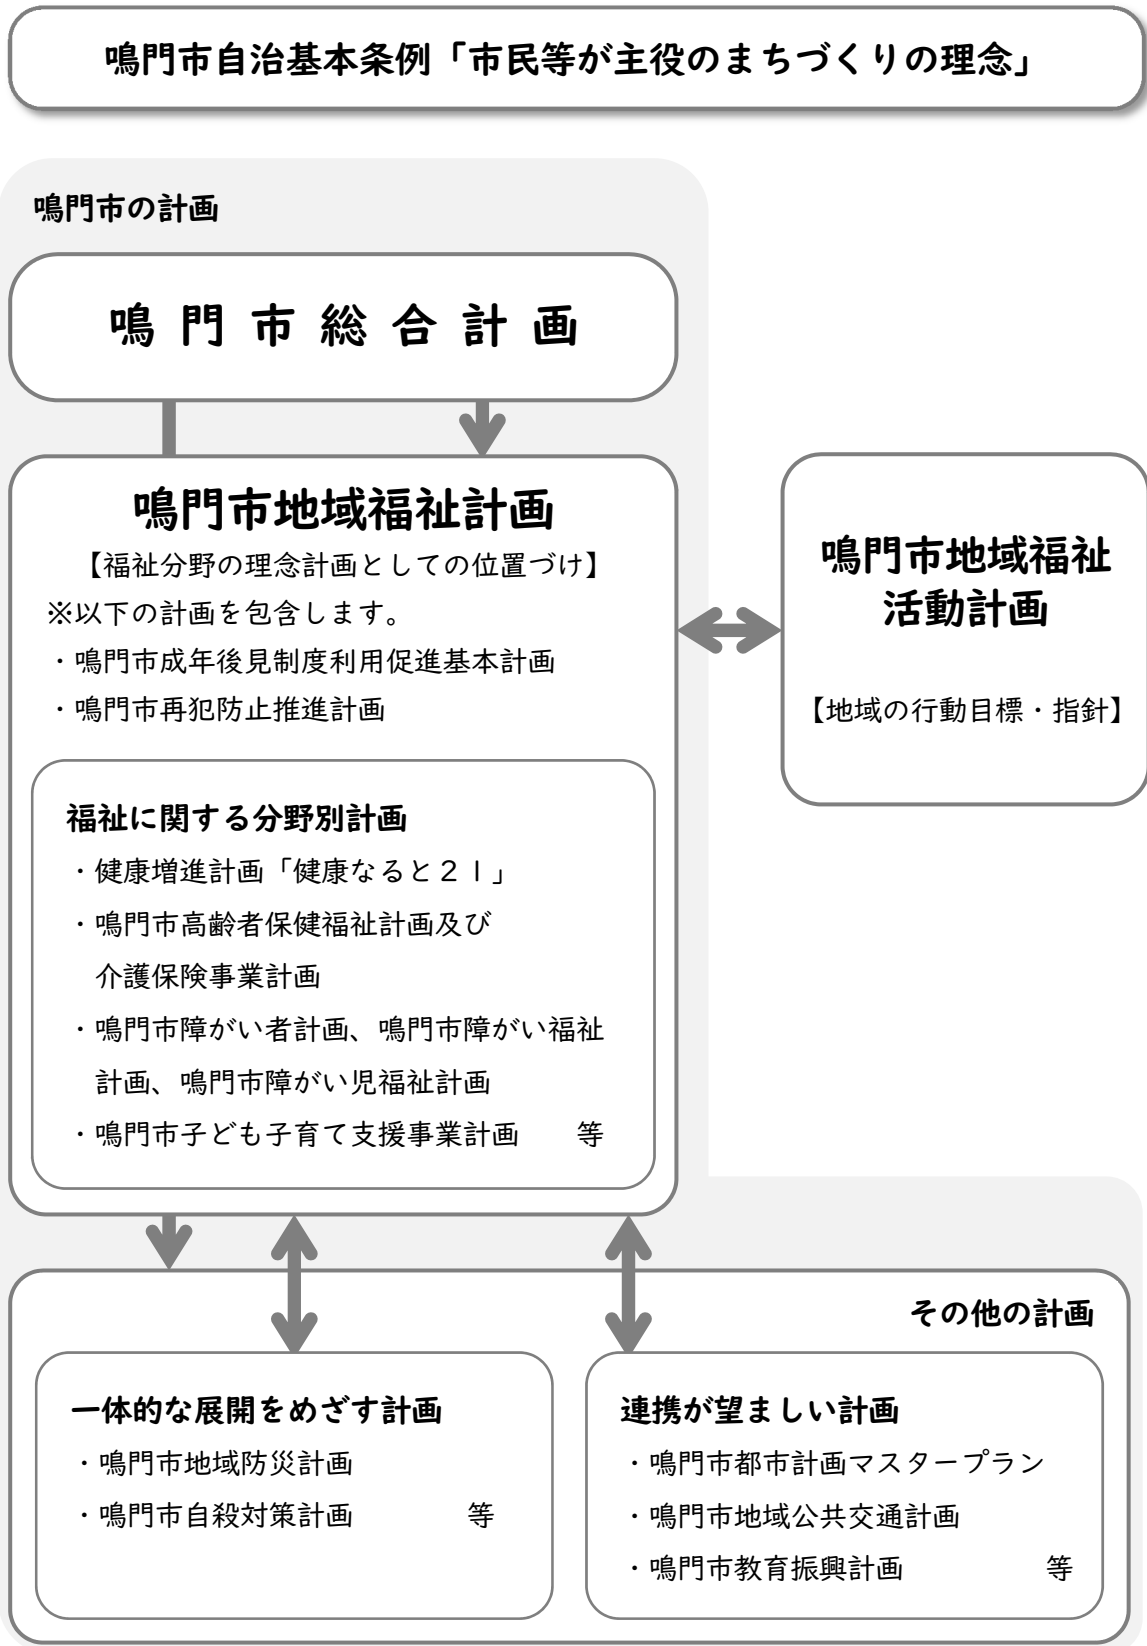 鳴門市自治基本条例「市民等が主役のまちづくりの理念」
鳴門市の計画
鳴門市総合計画
鳴門市地域福祉計画
【福祉分野の理念計画としての位置づけ】
※以下の計画を包含します。
・鳴門市成年後見制度利用促進基本計画
・鳴門市再犯防止推進計画
福祉に関する分野別計画
・健康増進計画「健康なると２１」
・鳴門市高齢者保健福祉計画及び
介護保険事業計画
・鳴門市障がい者計画、鳴門市障がい福祉
計画、鳴門市障がい児福祉計画
・鳴門市子ども子育て支援事業計画　　等
鳴門市地域福祉
活動計画
【地域の行動目標・指針】
その他の計画
一体的な展開をめざす計画
・鳴門市地域防災計画
・鳴門市自殺対策計画　　　　等
連携が望ましい計画
・鳴門市都市計画マスタープラン
・鳴門市地域公共交通計画
・鳴門市教育振興計画　　　　　等